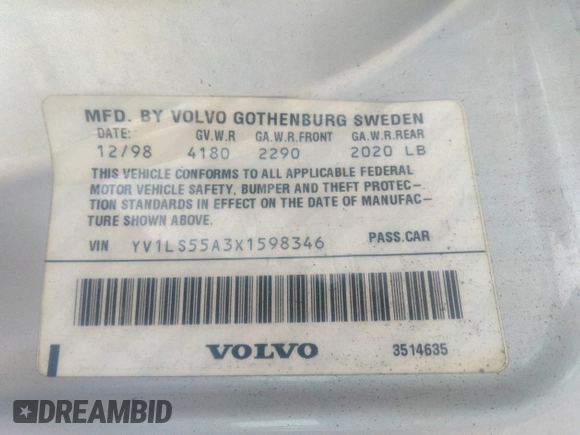 MFD. BY VOLVO GOTHENBURG SWEDEN
DATE: GV.W.R GA.W.R.FRONT GA.W.R.REAR
12/98 4180 2290 2020 LB
THIS VEHICLE CONFORMS TO ALL APPLICABLE FEDERAL
MOTOR VEHICLE SAFETY, BUMPER AND THEFT PROTEC-
TION STANDARDS IN EFFECT ON THE DATE OF MANUFAC-
TURE SHOWN ABOVE.
VIN YV1LS55A3X1598346 PASS.CAR
VOLVO 3514635
DREAMBID